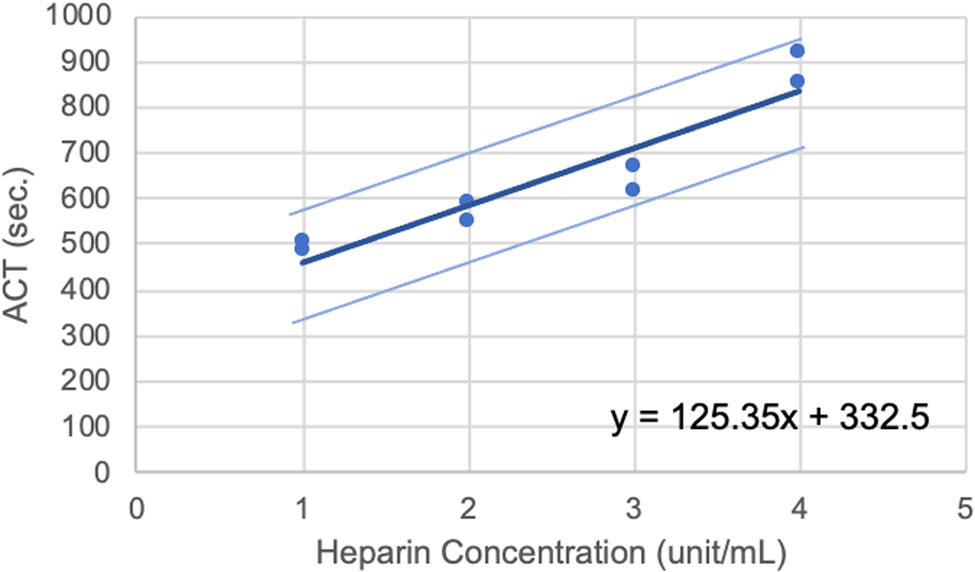 1000
900
800
700
600
500
400
300
200
100
0
ACT (sec.)
y = 125.35x + 332.5
0 1 2 3 4 5
Heparin Concentration (unit/mL)